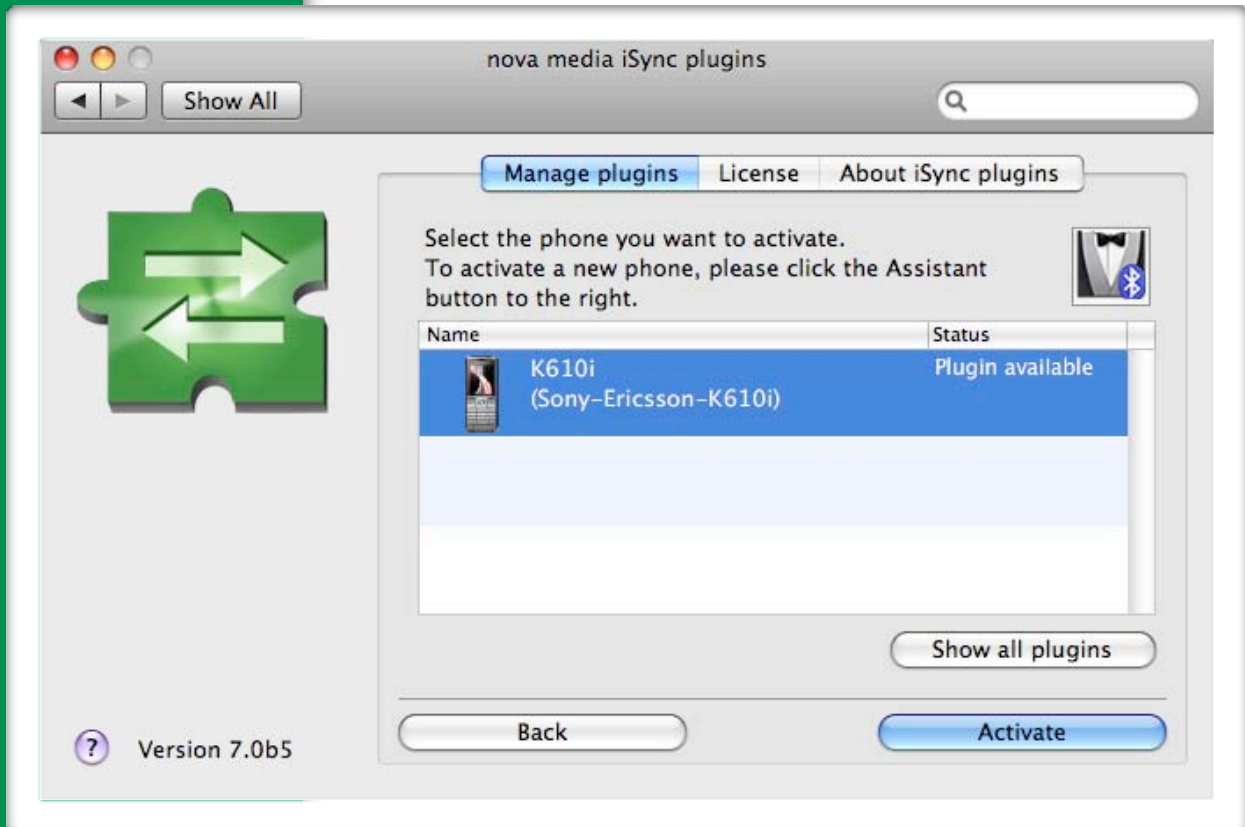 nova media iSync plugins
Show All
Manage plugins License About iSync plugins
Select the phone you want to activate.
To activate a new phone, please click the Assistant
button to the right.
Name Status
K610i Plugin available
(Sony-Ericsson-K610i)
Show all plugins
Back Activate
? Version 7.0b5